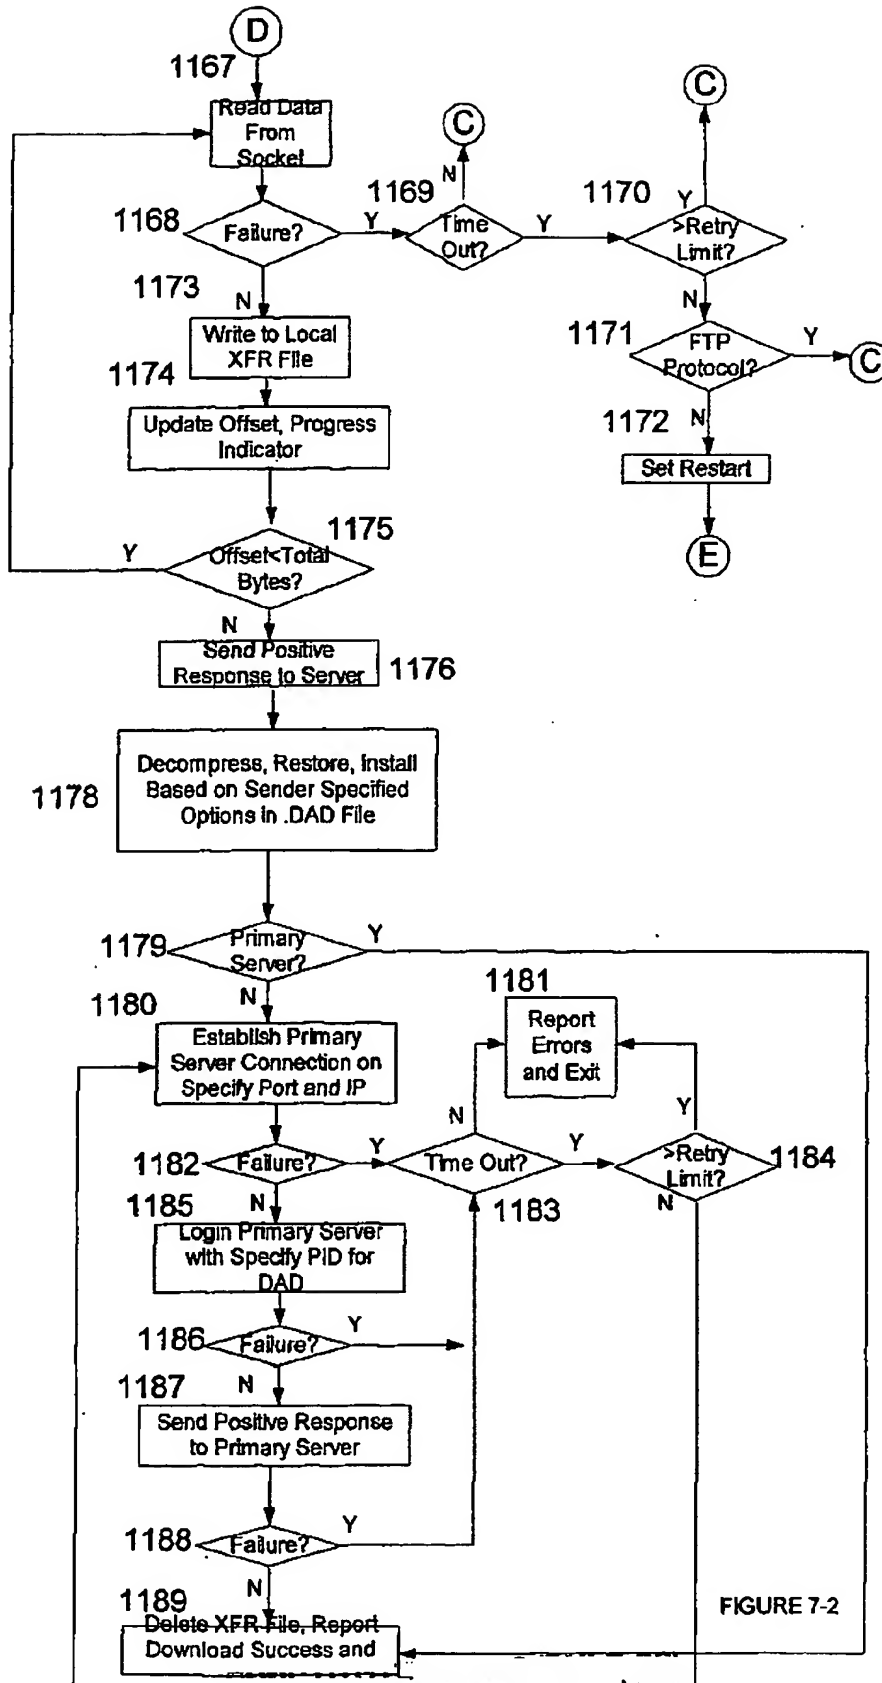 D
1167
Read Data
From
Socket
C
C
N
1169
1170
Y
1168
Failure?
Y
Time
Out?
Y
>Retry
Limit?
1173
N
N
Write to Local
XFR File
1171
FTP
Protocol?
Y
C
1174
Update Offset, Progress
Indicator
1172
N
Set Restart
1175
Y
Offset<Total
Bytes?
E
N
Send Positive
Response to Server
1176
Decompress, Restore, Install
Based on Sender Specified
Options in .DAD File
1178
1179
Primary
Server?
Y
N
1180
1181
Report
Errors
and Exit
Establish Primary
Server Connection on
Specify Port and IP
N
Y
1182
Failure?
Y
Time Out?
Y
>Retry
Limit?
1184
N
1185
N
1183
Login Primary Server
with Specify PID for
DAD
1186
Failure?
Y
1187
N
Send Positive Response
to Primary Server
1188
Failure?
Y
1189
N
Delete XFR File, Report
Download Success and
FIGURE 7-2